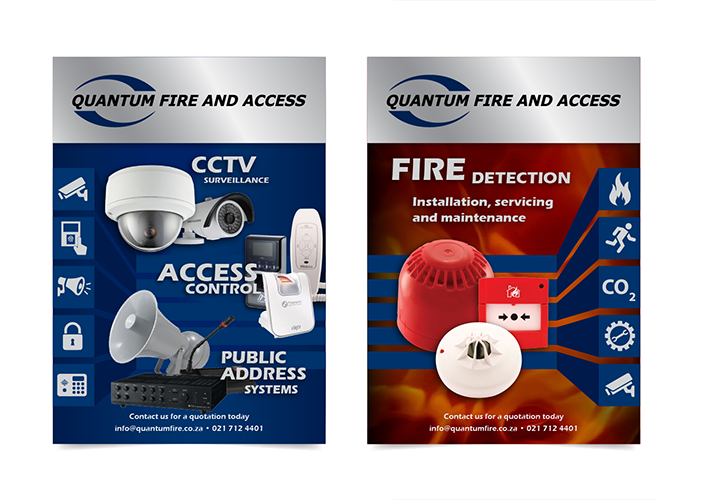 QUANTUM FIRE AND ACCESS
CCTV
SURVEILLANCE
ACCESS
CONTROL
PUBLIC
ADDRESS
SYSTEMS
Contact us for a quotation today
info@quantumfire.co.za • 021 712 4401
QUANTUM FIRE AND ACCESS
FIRE DETECTION
Installation, servicing
and maintenance
CO2
Contact us for a quotation today
info@quantumfire.co.za • 021 712 4401